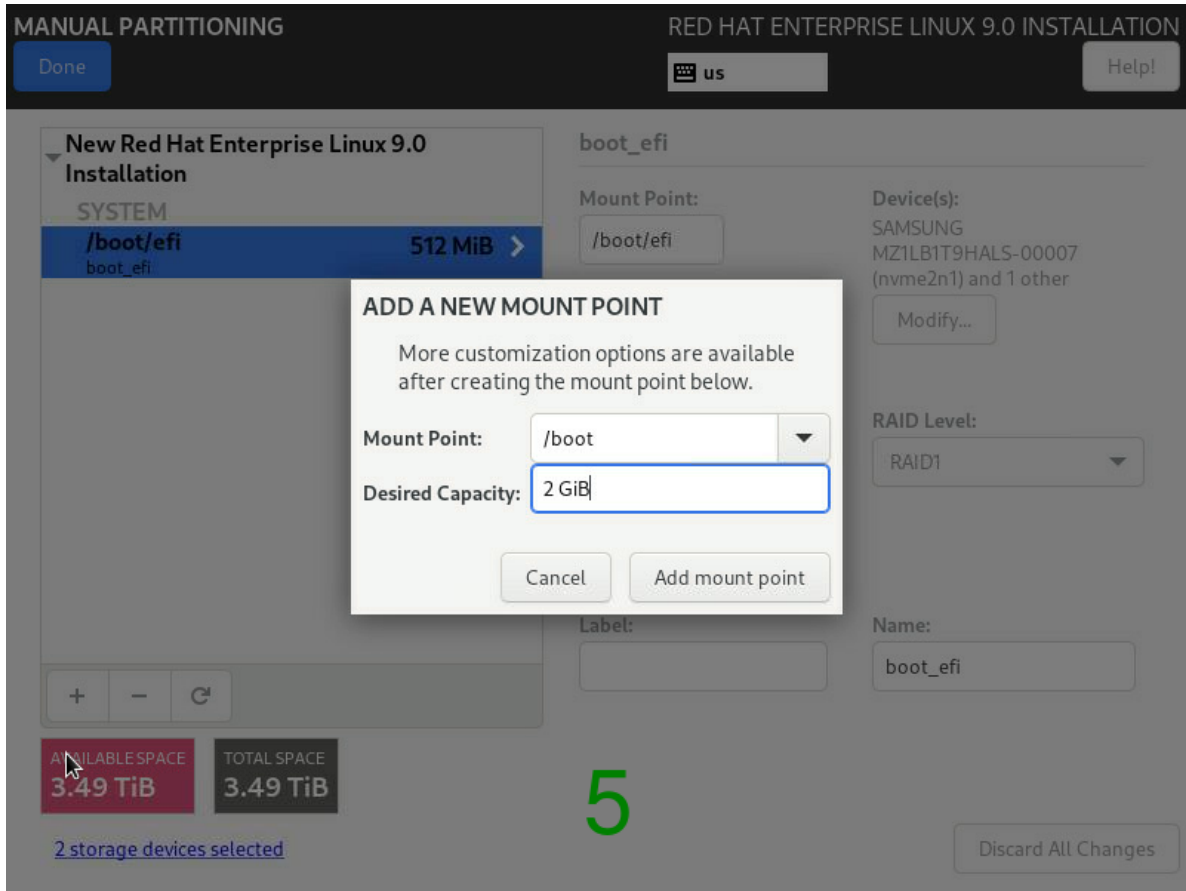 MANUAL PARTITIONING
RED HAT ENTERPRISE LINUX 9.0 INSTALLATION
Done
us
Help!
New Red Hat Enterprise Linux 9.0
Installation
SYSTEM
/boot/efi
512 MiB
boot_efi
boot_efi
Mount Point:
/boot/efi
Device(s):
SAMSUNG
MZ1LB1T9HALS-00007
(nvme2n1) and 1 other
Modify...
RAID Level:
RAID1
Label:
Name:
boot_efi
ADD A NEW MOUNT POINT
More customization options are available
after creating the mount point below.
Mount Point:
/boot
Desired Capacity:
2 GiB
Cancel
Add mount point
AVAILABLE SPACE
3.49 TiB
TOTAL SPACE
3.49 TiB
5
2 storage devices selected
Discard All Changes